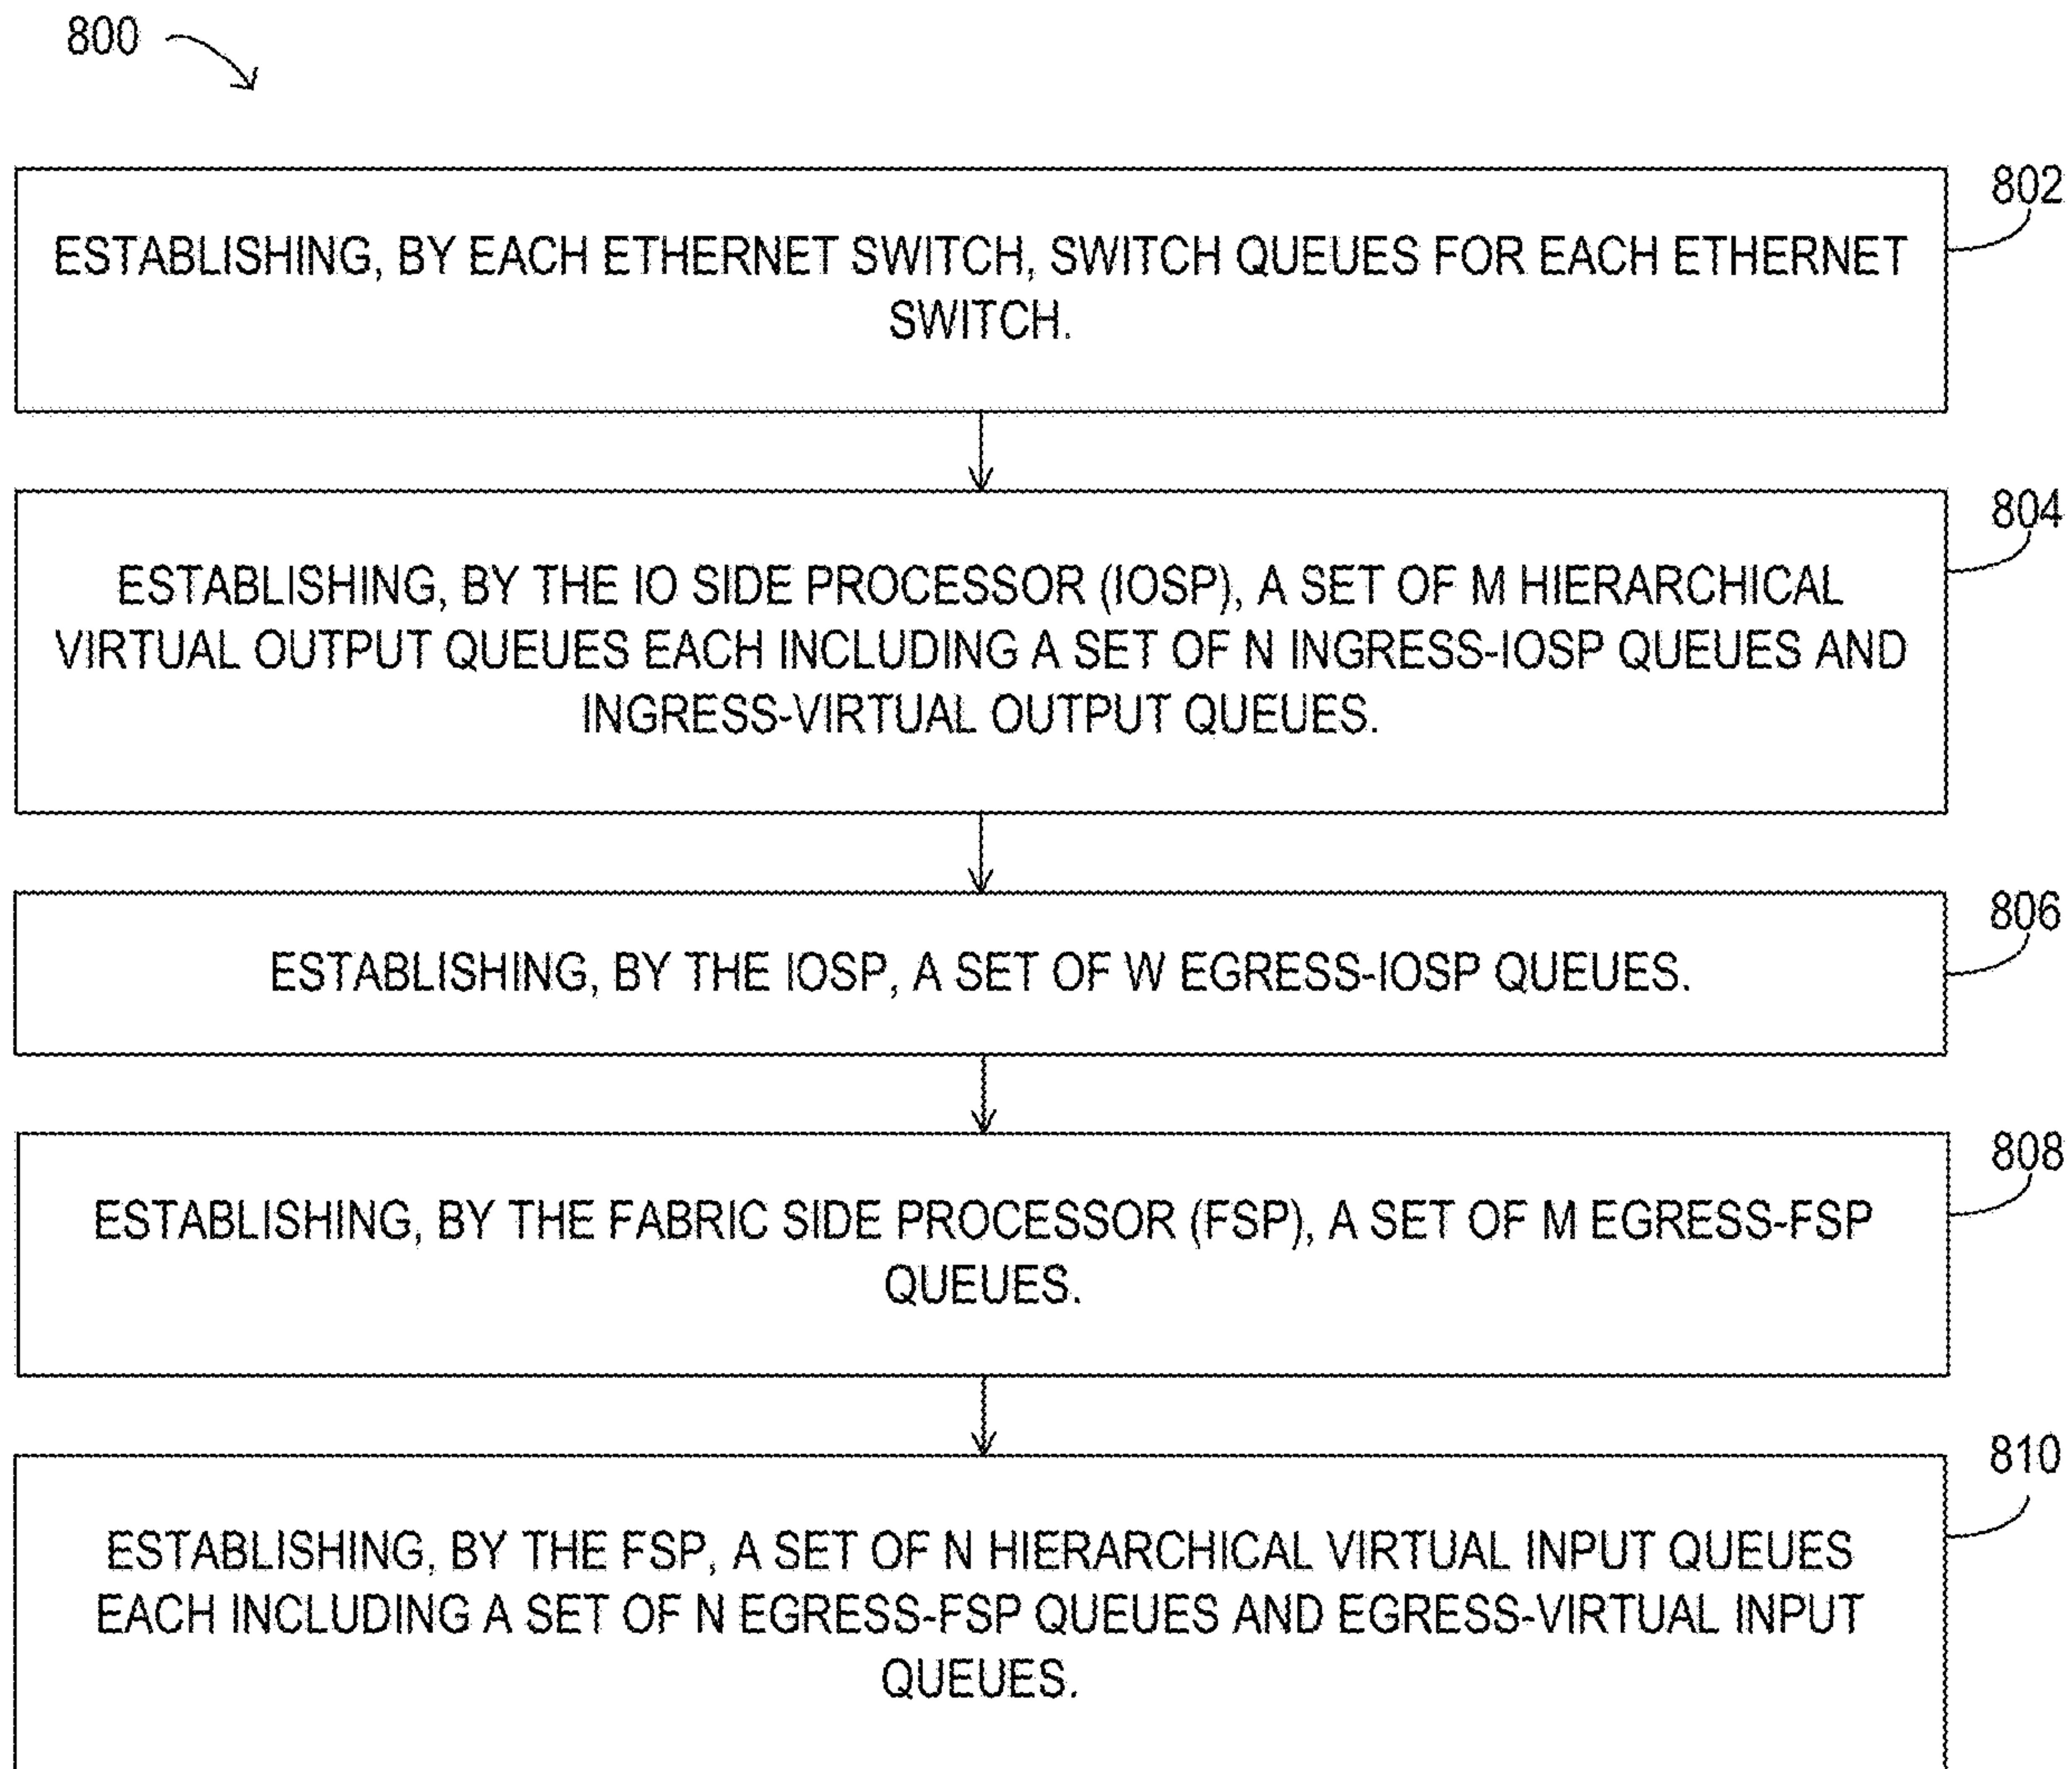 800
802
ESTABLISHING, BY EACH ETHERNET SWITCH, SWITCH QUEUES FOR EACH ETHERNET
SWITCH.
804
ESTABLISHING, BY THE IO SIDE PROCESSOR (IOSP), A SET OF M HIERARCHICAL
VIRTUAL OUTPUT QUEUES EACH INCLUDING A SET OF N INGRESS-IOSP QUEUES AND
INGRESS-VIRTUAL OUTPUT QUEUES.
806
ESTABLISHING, BY THE IOSP, A SET OF W EGRESS-IOSP QUEUES.
808
ESTABLISHING, BY THE FABRIC SIDE PROCESSOR (FSP), A SET OF M EGRESS-FSP
QUEUES.
810
ESTABLISHING, BY THE FSP, A SET OF N HIERARCHICAL VIRTUAL INPUT QUEUES
EACH INCLUDING A SET OF N EGRESS-FSP QUEUES AND EGRESS-VIRTUAL INPUT
QUEUES.